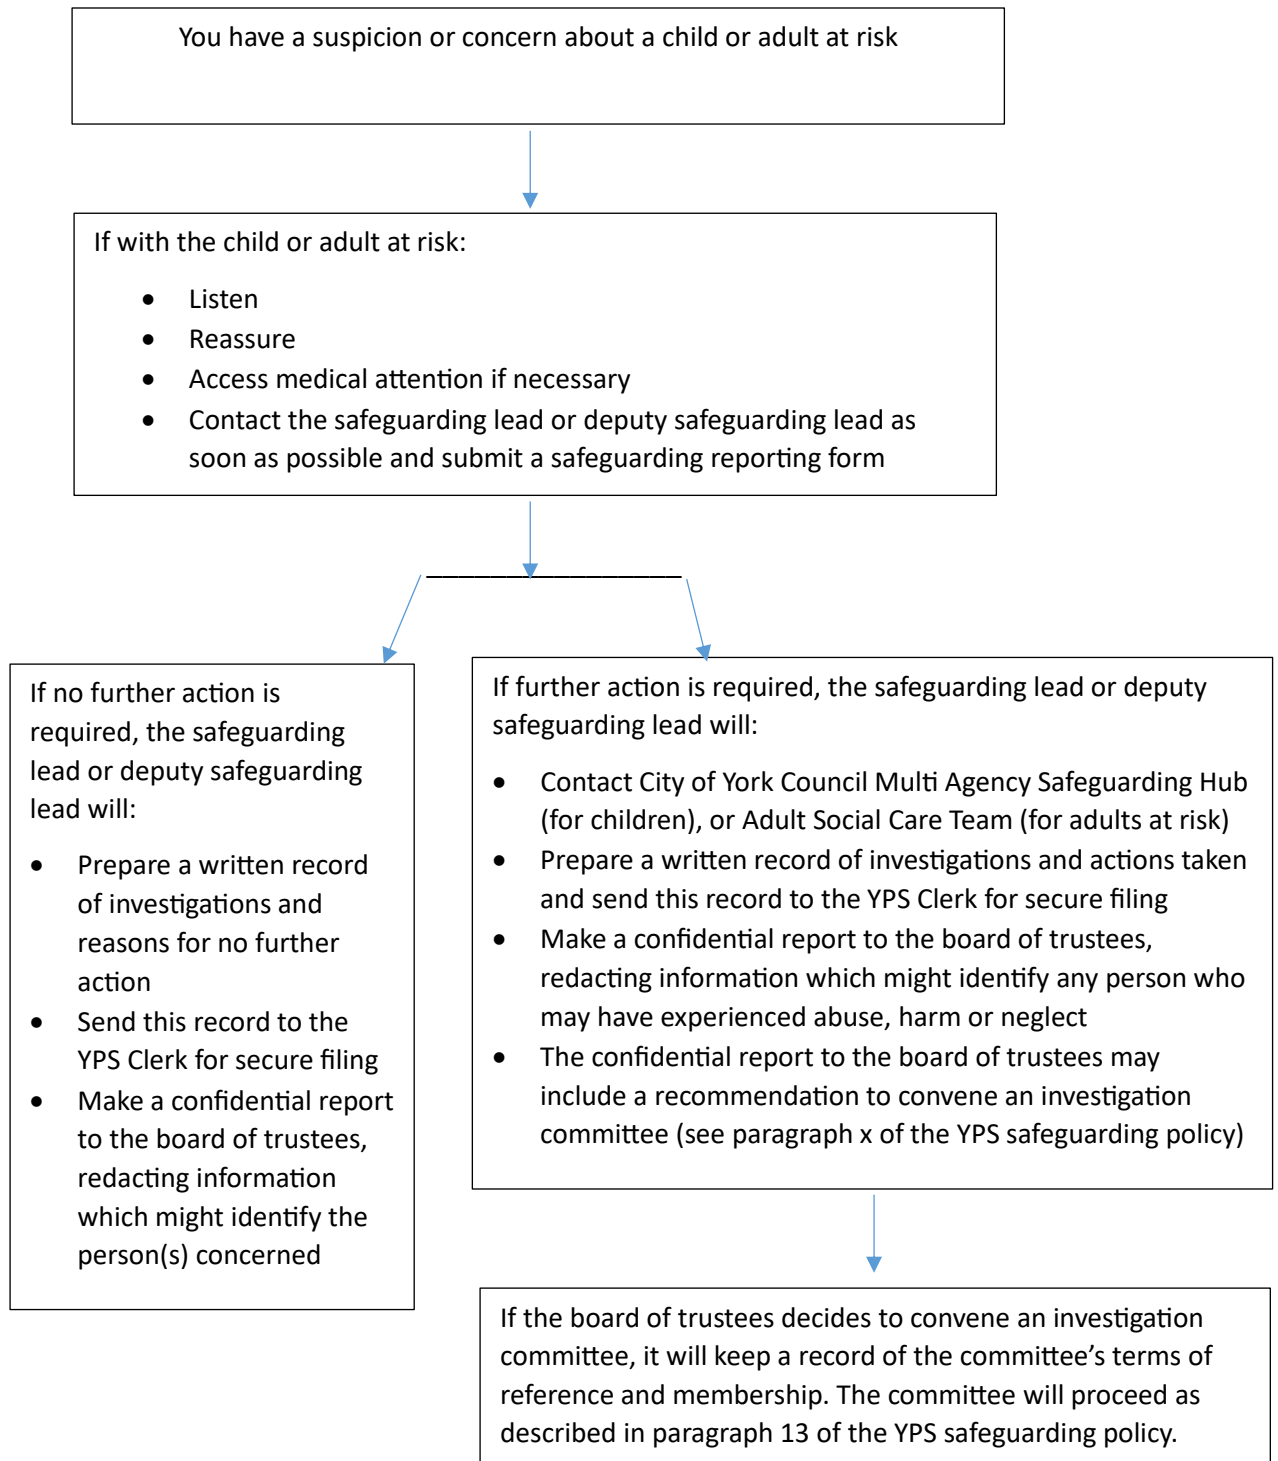 You have a suspicion or concern about a child or adult at risk
If with the child or adult at risk:
• Listen
• Reassure
• Access medical attention if necessary
• Contact the safeguarding lead or deputy safeguarding lead as
soon as possible and submit a safeguarding reporting form
If no further action is
required, the safeguarding
lead or deputy safeguarding
lead will:
• Prepare a written record
of investigations and
reasons for no further
action
• Send this record to the
YPS Clerk for secure filing
• Make a confidential report
to the board of trustees,
redacting information
which might identify the
person(s) concerned
If further action is required, the safeguarding lead or deputy
safeguarding lead will:
• Contact City of York Council Multi Agency Safeguarding Hub
(for children), or Adult Social Care Team (for adults at risk)
• Prepare a written record of investigations and actions taken
and send this record to the YPS Clerk for secure filing
• Make a confidential report to the board of trustees,
redacting information which might identify any person who
may have experienced abuse, harm or neglect
• The confidential report to the board of trustees may
include a recommendation to convene an investigation
committee (see paragraph x of the YPS safeguarding policy)
If the board of trustees decides to convene an investigation
committee, it will keep a record of the committee’s terms of
reference and membership. The committee will proceed as
described in paragraph 13 of the YPS safeguarding policy.